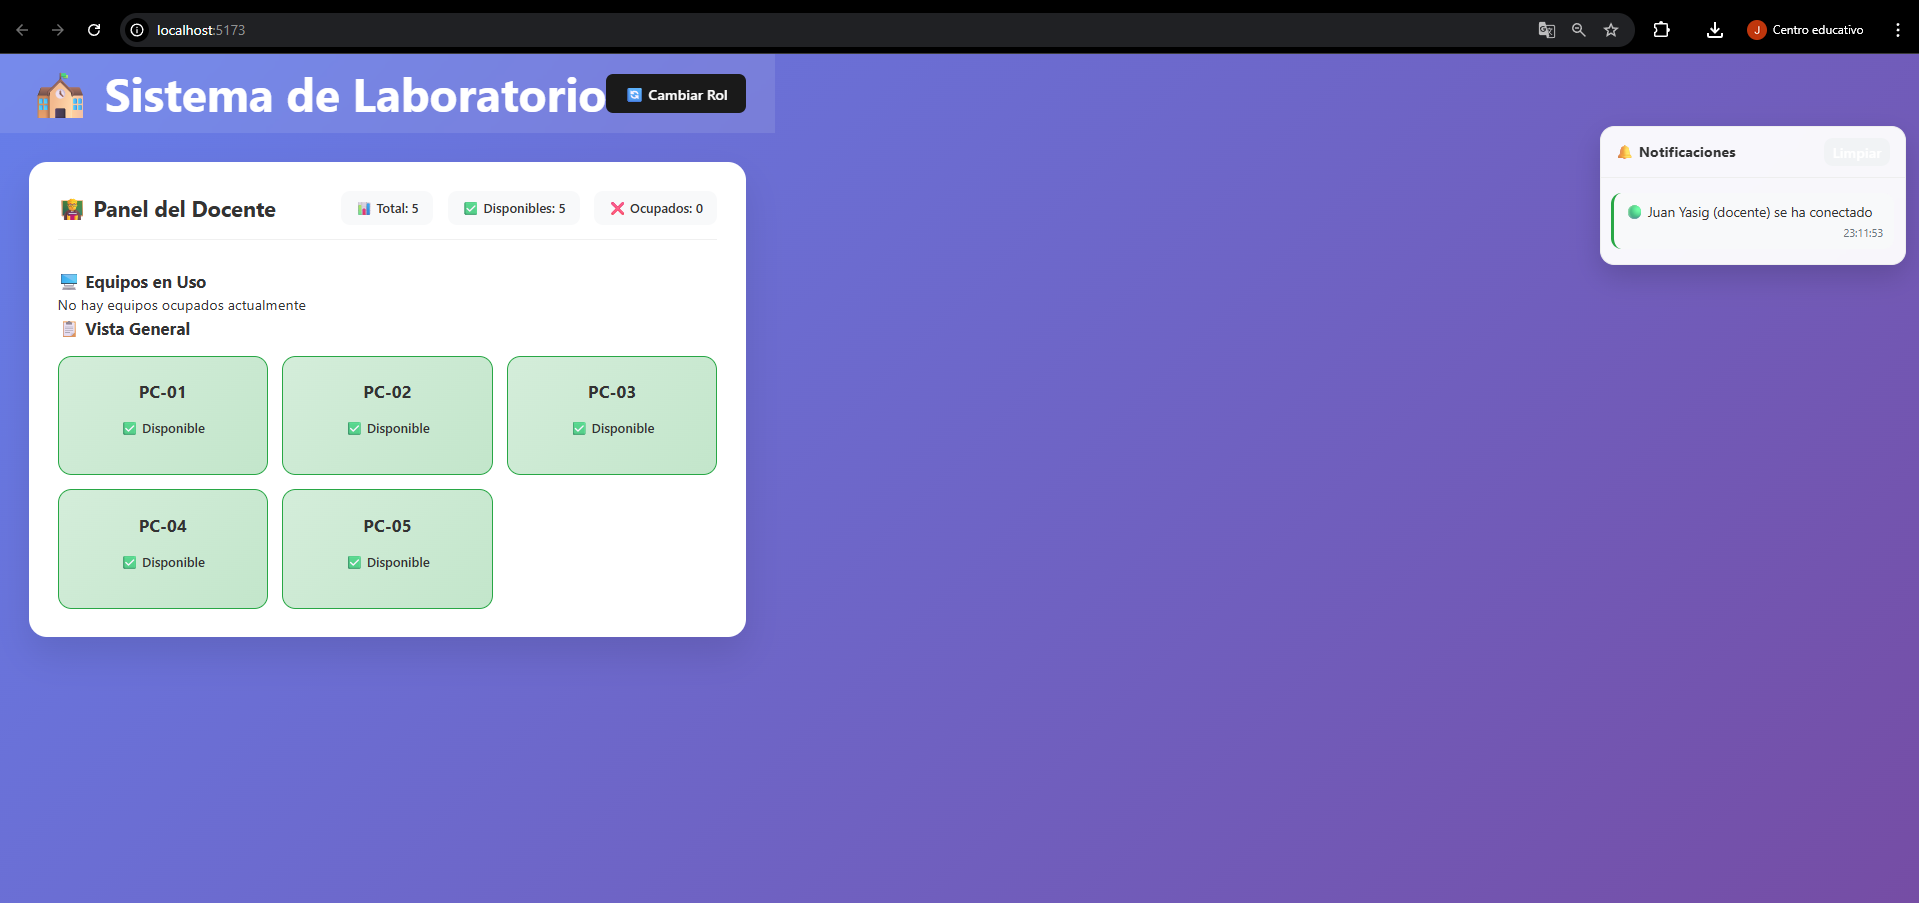 localhost:5173
J Centro educativo
Sistema de Laboratorio
Cambiar Rol
Notificaciones
Limpiar
Juan Yasig (docente) se ha conectado
23:11:53
Panel del Docente
Total: 5
Disponibles: 5
Ocupados: 0
Equipos en Uso
No hay equipos ocupados actualmente
Vista General
PC-01
Disponible
PC-02
Disponible
PC-03
Disponible
PC-04
Disponible
PC-05
Disponible